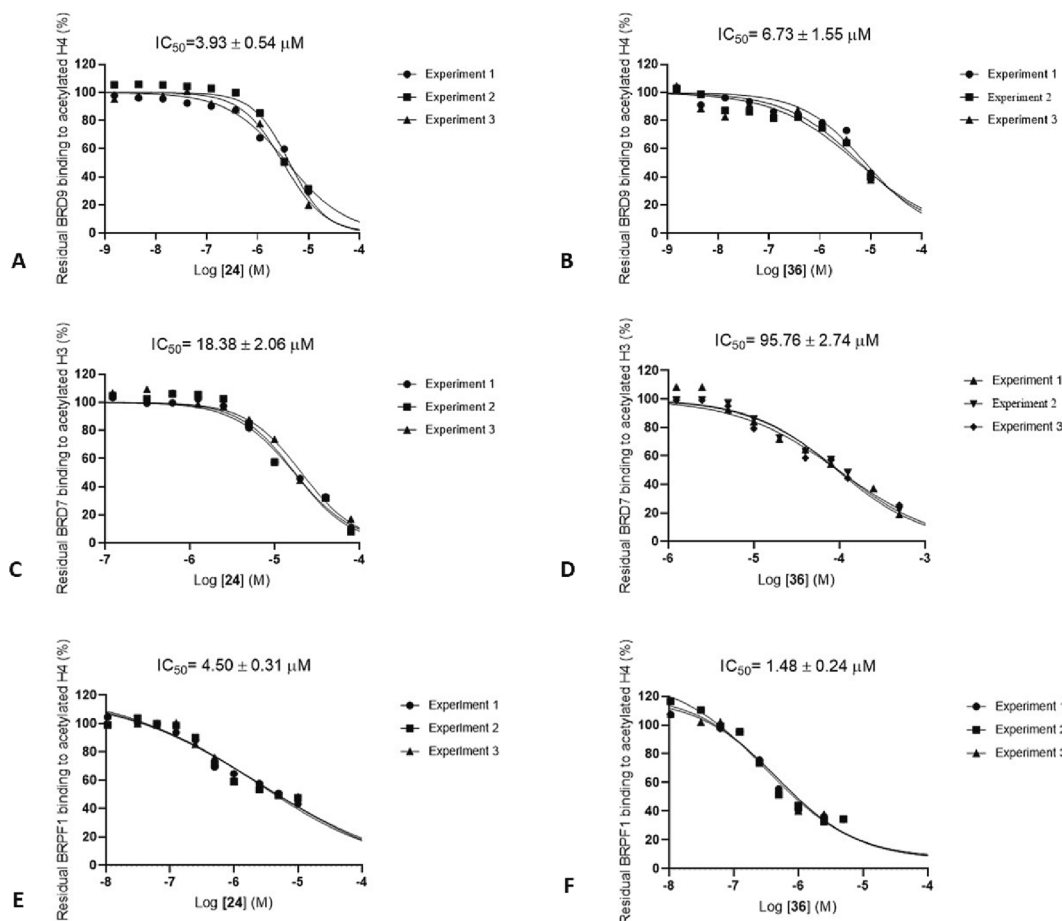 IC50=3.93 ± 0.54 µM
Residual BRD9 binding to acetylated H4 (%)
120
100
80
60
40
20
0
-9
-8
-7
-6
-5
-4
Log [24] (M)
Experiment 1
Experiment 2
Experiment 3
A
IC50= 6.73 ± 1.55 µM
Residual BRD9 binding to acetylated H4 (%)
120
100
80
60
40
20
0
-9
-8
-7
-6
-5
-4
Log [36] (M)
Experiment 1
Experiment 2
Experiment 3
B
IC50= 18.38 ± 2.06 µM
Residual BRD7 binding to acetylated H3 (%)
120
100
80
60
40
20
0
-7
-6
-5
-4
Log [24] (M)
Experiment 1
Experiment 2
Experiment 3
C
IC50= 95.76 ± 2.74 µM
Residual BRD7 binding to acetylated H3 (%)
120
100
80
60
40
20
0
-6
-5
-4
-3
Log [36] (M)
Experiment 1
Experiment 2
Experiment 3
D
IC50= 4.50 ± 0.31 µM
Residual BRPF1 binding to acetylated H4 (%)
120
100
80
60
40
20
0
-8
-7
-6
-5
-4
Log [24] (M)
Experiment 1
Experiment 2
Experiment 3
E
IC50= 1.48 ± 0.24 µM
Residual BRPF1 binding to acetylated H4 (%)
120
100
80
60
40
20
0
-8
-7
-6
-5
-4
Log [36] (M)
Experiment 1
Experiment 2
Experiment 3
F